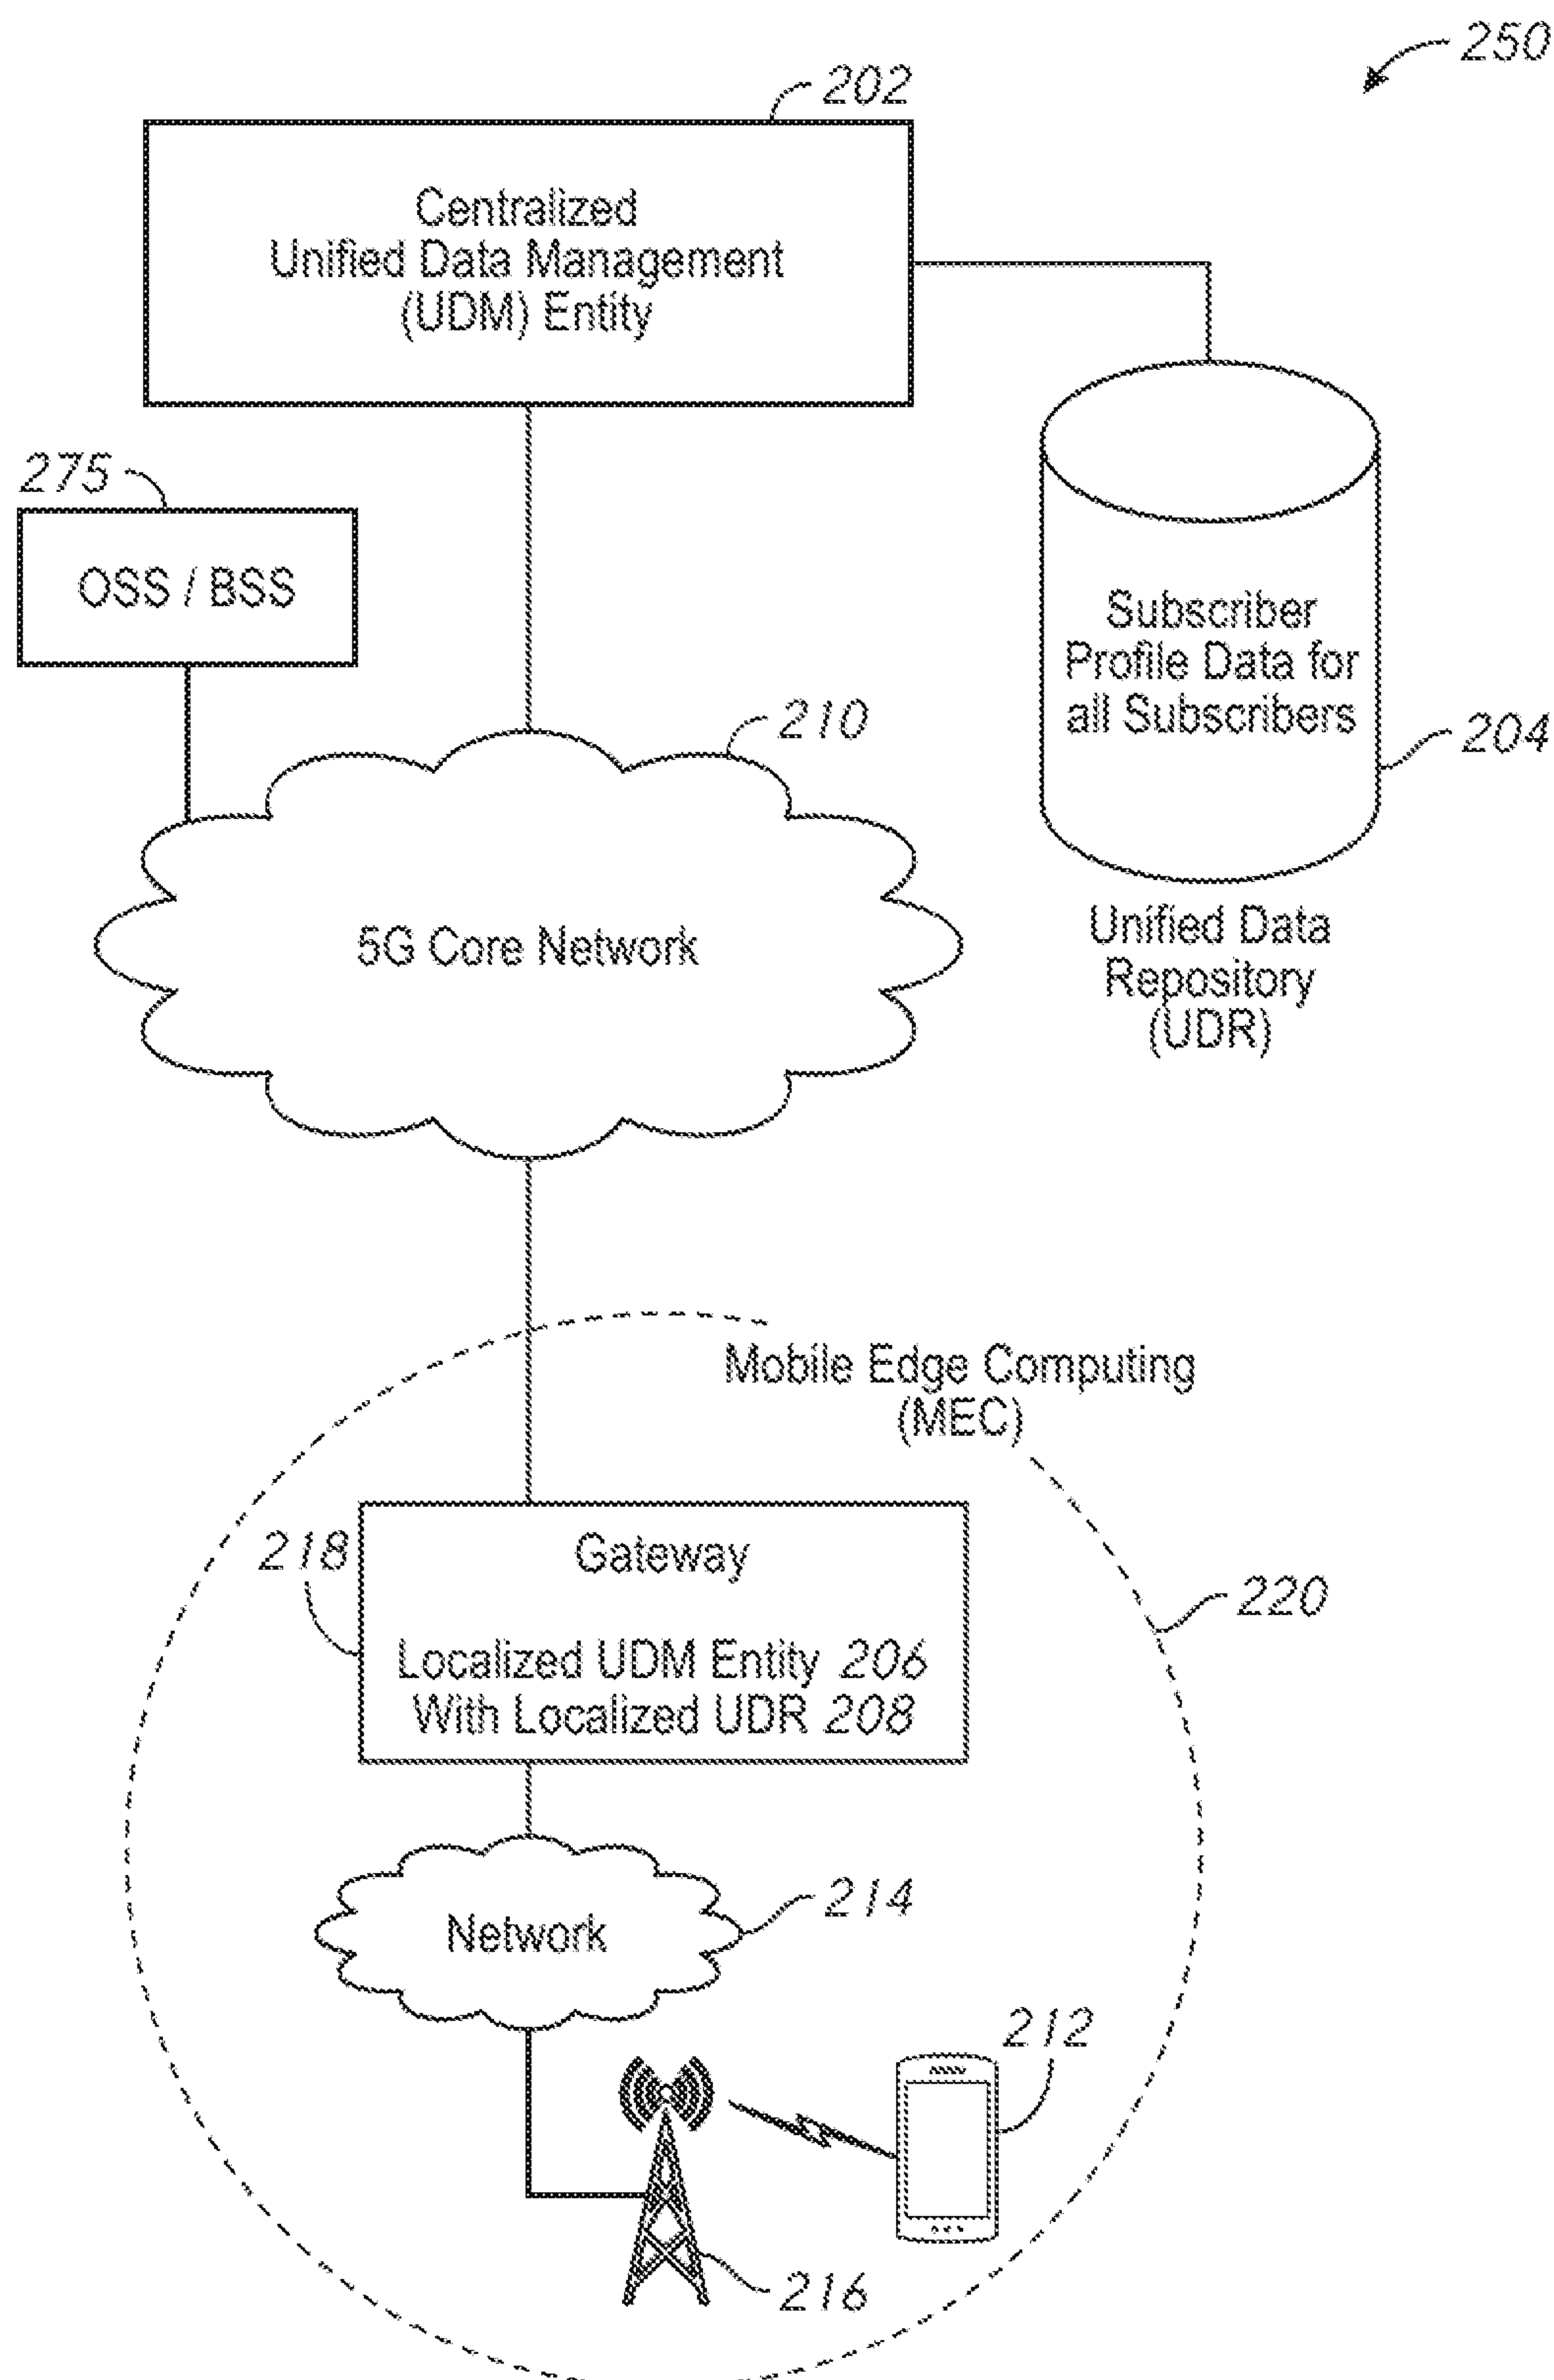 250
202
Centralized
Unified Data Management
(UDM) Entity
275
OSS / BSS
210
5G Core Network
Subscriber
Profile Data for
all Subscribers
204
Unified Data
Repository
(UDR)
Mobile Edge Computing
(MEC)
218
Gateway
Localized UDM Entity 206
With Localized UDR 208
220
Network
214
212
216